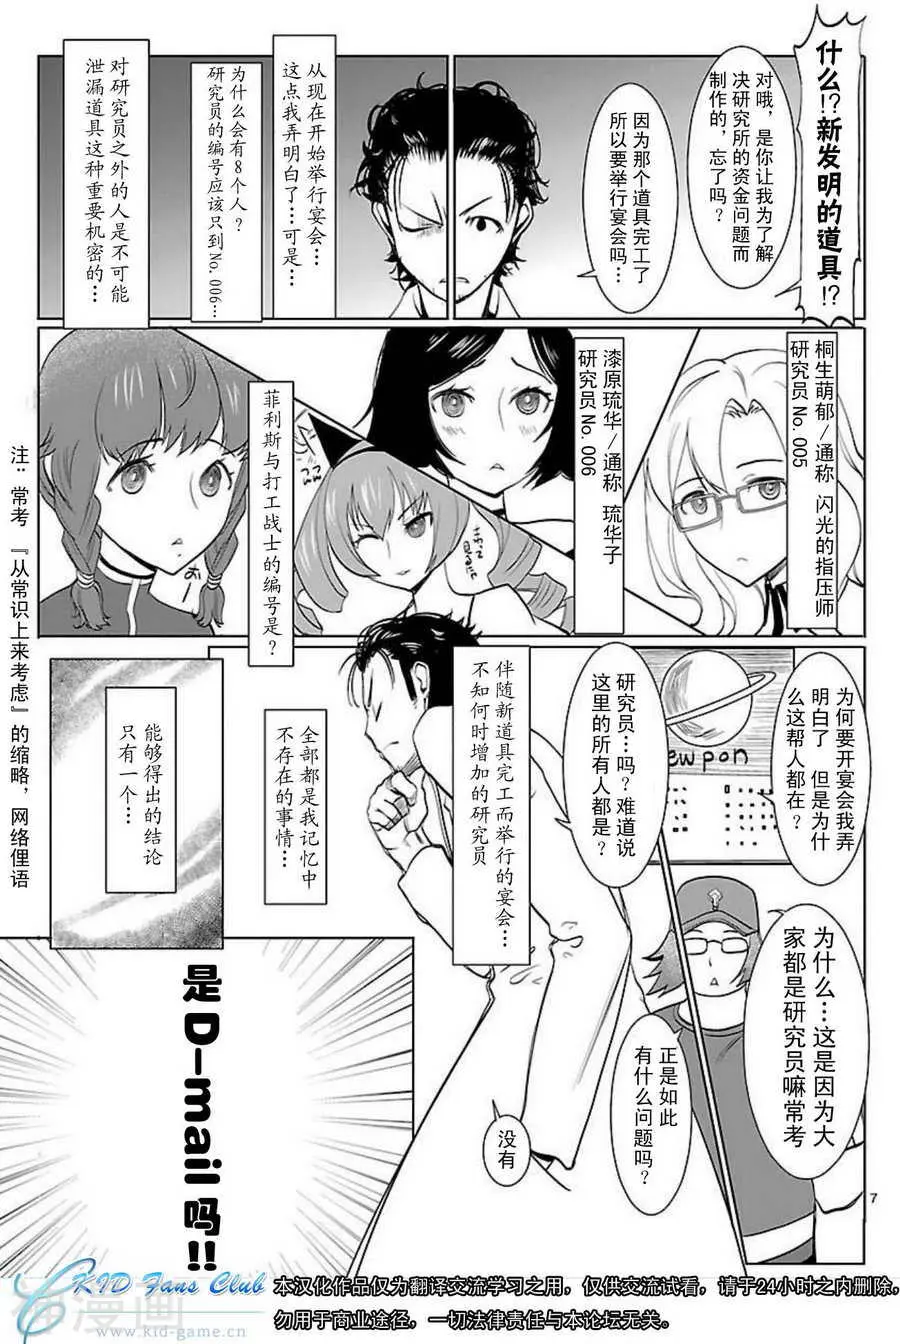 什么!?新发明的道具!?
对哦，是你让我为了解
决研究所的资金问题而
制作的，忘了吗？
因为那个道具完工了
所以要举行宴会吗…
从现在开始举行宴会…
这点我弄明白了…可是…
为什么会有8个人？
研究员的编号应该只到No. 006…
对研究员之外的人是不可能
泄漏道具这种重要机密的…
桐生萌郁／通称 闪光的指压师
研究员No. 005
漆原琉华／通称 琉华子
研究员No. 006
菲利斯与打工战士的编号是？
おー
注： 常考 『从常识上来考虑』的缩略，网络俚语
为何要开宴会我弄
明白了 但是为什
么这帮人都在？
ewpon
研究员…吗？难道说
这里的所有人都是？
为什么…这是因为大
家都是研究员嘛常考
正是如此
有什么问题吗？
没有
伴随新道具完工而举行的宴会…
不知何时增加的研究员
全部都是我记忆中
不存在的事情…
能够得出的结论
只有一个…
是D-mail吗!!
7
KID Fans Club
www.kid-game.cn
本汉化作品仅为翻译交流学习之用，仅供交流试看，请于24小时之内删除，
勿用于商业途径，一切法律责任与本论坛无关。